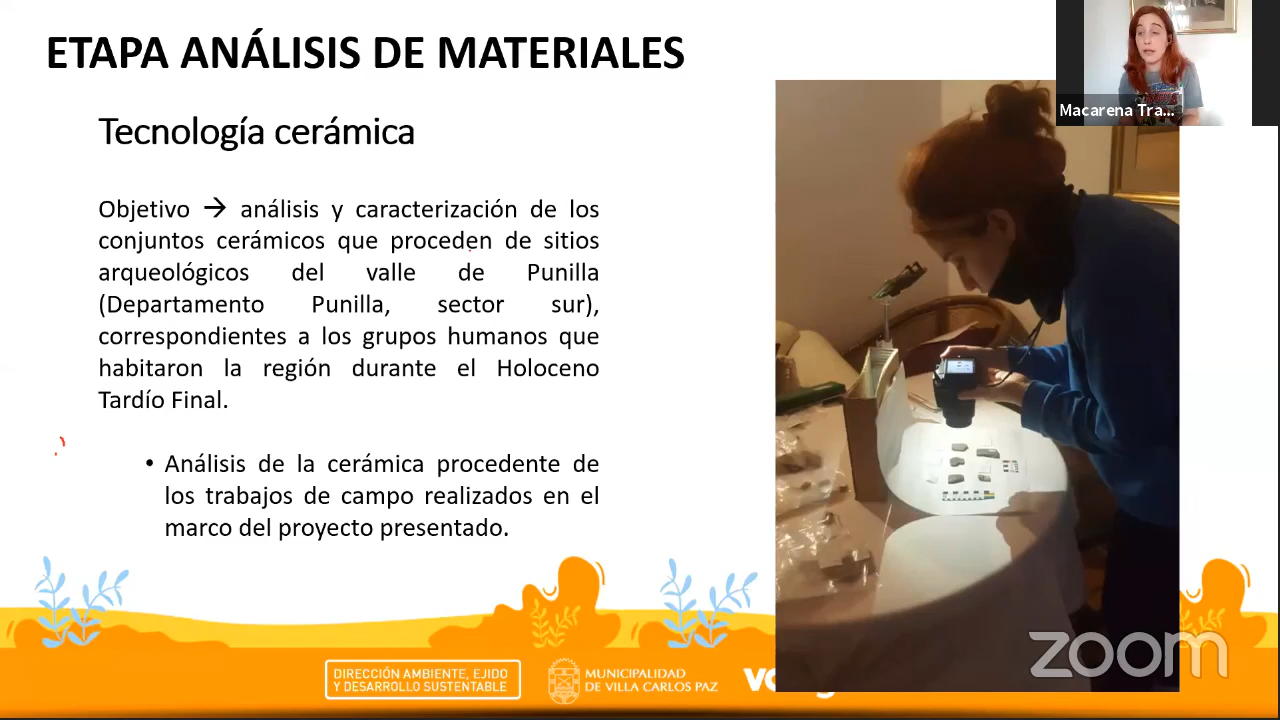 ETAPA ANÁLISIS DE MATERIALES
Macarena Tra...
Tecnología cerámica
Objetivo → análisis y caracterización de los
conjuntos cerámicos que proceden de sitios
arqueológicos del valle de Punilla
(Departamento Punilla, sector sur),
correspondientes a los grupos humanos que
habitaron la región durante el Holoceno
Tardío Final.
• Análisis de la cerámica procedente de
los trabajos de campo realizados en el
marco del proyecto presentado.
zoom
DIRECCIÓN AMBIENTE, EJIDO
Y DESARROLLO SUSTENTABLE
MUNICIPALIDAD
DE VILLA CARLOS PAZ